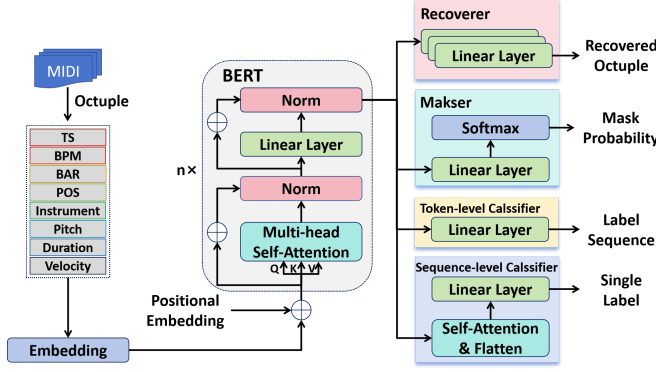 MIDI
Octuple
TS
BPM
BAR
POS
Instrument
Pitch
Duration
Velocity
Embedding
Positional
Embedding
BERT
n×
Norm
Linear Layer
Norm
Multi-head
Self-Attention
Q K V
Recoverer
Linear Layer
Recovered
Octuple
Makser
Softmax
Linear Layer
Mask
Probability
Token-level Calssifier
Linear Layer
Label
Sequence
Sequence-level Calssifier
Linear Layer
Self-Attention
& Flatten
Single
Label